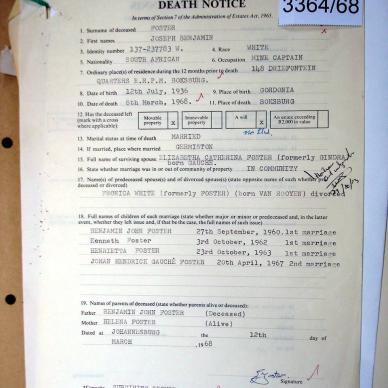 3364/68
DEATH NOTICE
In terms of Section 7 of the Administration of Estates Act, 1965.
1. Surname of deceased FOSTER
2. First names JOSEPH BENJAMIN
3. Identity number 137-237783 W. 4. Race WHITE
5. Nationality SOUTH AFRICAN 6. Occupation MINE CAPTAIN
7. Ordinary place(s) of residence during the 12 months prior to death 148 DRIEFONTEIN
QUARTERS E.R.P.M. BOKSBURG.
8. Date of birth 12th July, 1936 9. Place of birth GORDONIA
10. Date of death 8th March, 1968. 11. Place of death BOKSBURG
12. Has the deceased left (mark with a cross where applicable): Movable property X Immovable property X A will X An estate exceeding R2,000 in value
13. Marital status at time of death MARRIED
14. If married, place where married GERMISTON
15. Full name of surviving spouse: ELIZABETHA CATHERINA FOSTER (formerly HINDRA)
born GAUCHÉ.
16. State whether marriage was in or out of community of property IN COMMUNITY
17. Name(s) of predeceased spouse(s) and of divorced spouse(s) (state opposite name of such whether predeceased or divorced)
FRONICA WHITE (formerly FOSTER) (born VAN ROOYEN) divorced
18. Full names of children of such marriage (state whether major or minor or predeceased and, in the latter event, whether they left issue and, if that be the case, the full names of such issue)
BENJAMIN JOHN FOSTER 27th September, 1960. 1st marriage
Kenneth Foster 3rd October, 1962 1st marriage
HENRIETTA FOSTER 23rd October, 1963 1st marriage
JOHAN HENDRICK GAUCHÉ FOSTER 20th April, 1967 2nd marriage
19. Names of parents of deceased (state whether parents alive or deceased):
Father BENJAMIN JOHN FOSTER (Deceased)
Mother HELENA FOSTER (Alive)
Dated at JOHANNESBURG the 12th day of
MARCH 1968
Signature